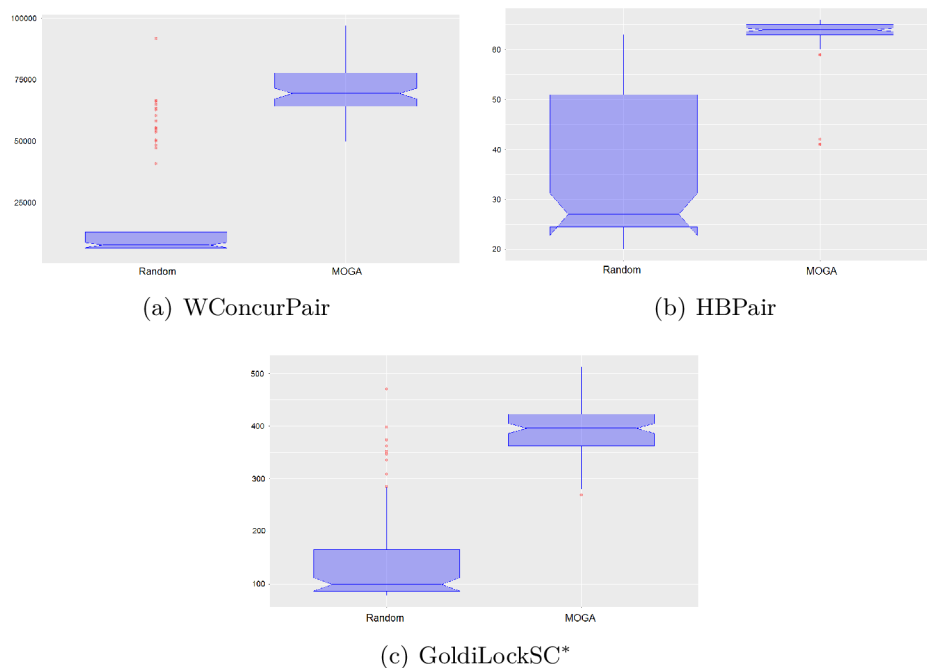 100000
75000
50000
25000
Random MOGA
(a) WConcurPair
60
50
40
30
20
Random MOGA
(b) HBPair
500
400
300
200
100
Random MOGA
(c) GoldiLockSC*